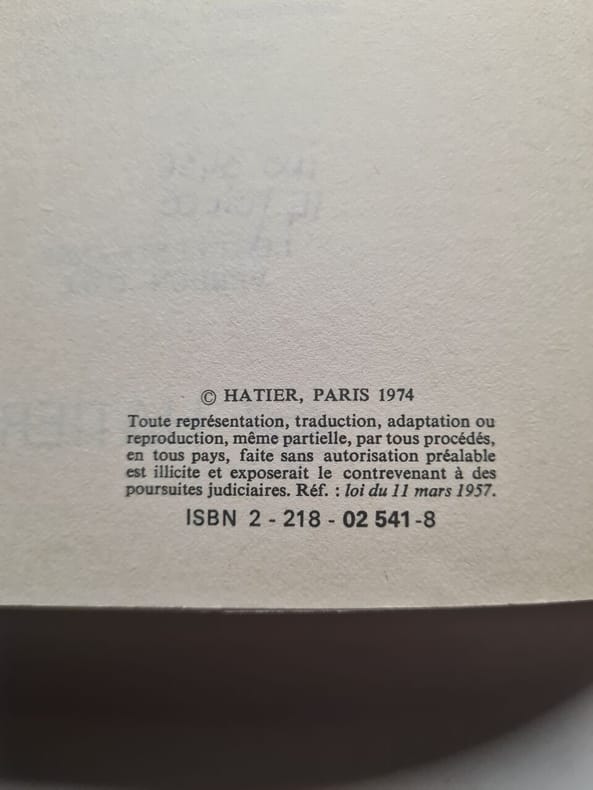 © HATIER, PARIS 1974
Toute représentation, traduction, adaptation ou
reproduction, même partielle, par tous procédés,
en tous pays, faite sans autorisation préalable
est illicite et exposerait le contrevenant à des
poursuites judiciaires. Réf. : loi du 11 mars 1957.
ISBN 2 - 218 - 02 541-8